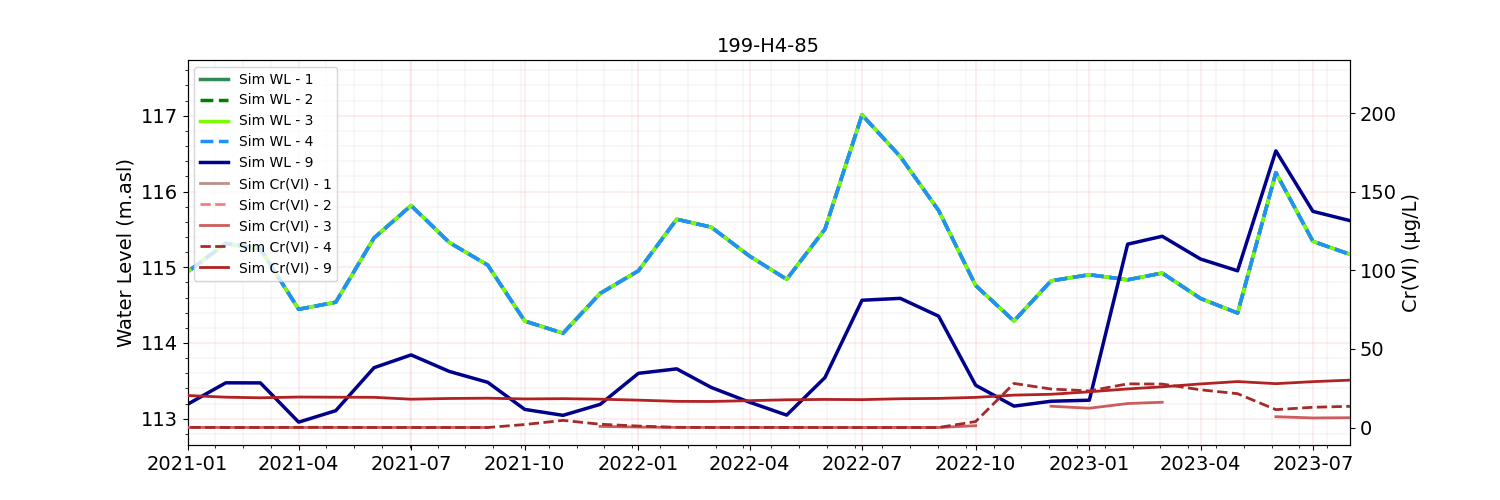 199-H4-85
Sim WL - 1
Sim WL - 2
Sim WL - 3
Sim WL - 4
Sim WL - 9
Sim Cr(VI) - 1
Sim Cr(VI) - 2
Sim Cr(VI) - 3
Sim Cr(VI) - 4
Sim Cr(VI) - 9
Water Level (m.asl)
117
116
115
114
113
200
150
100
50
0
Cr(VI) (μg/L)
2021-01 2021-04 2021-07 2021-10 2022-01 2022-04 2022-07 2022-10 2023-01 2023-04 2023-07